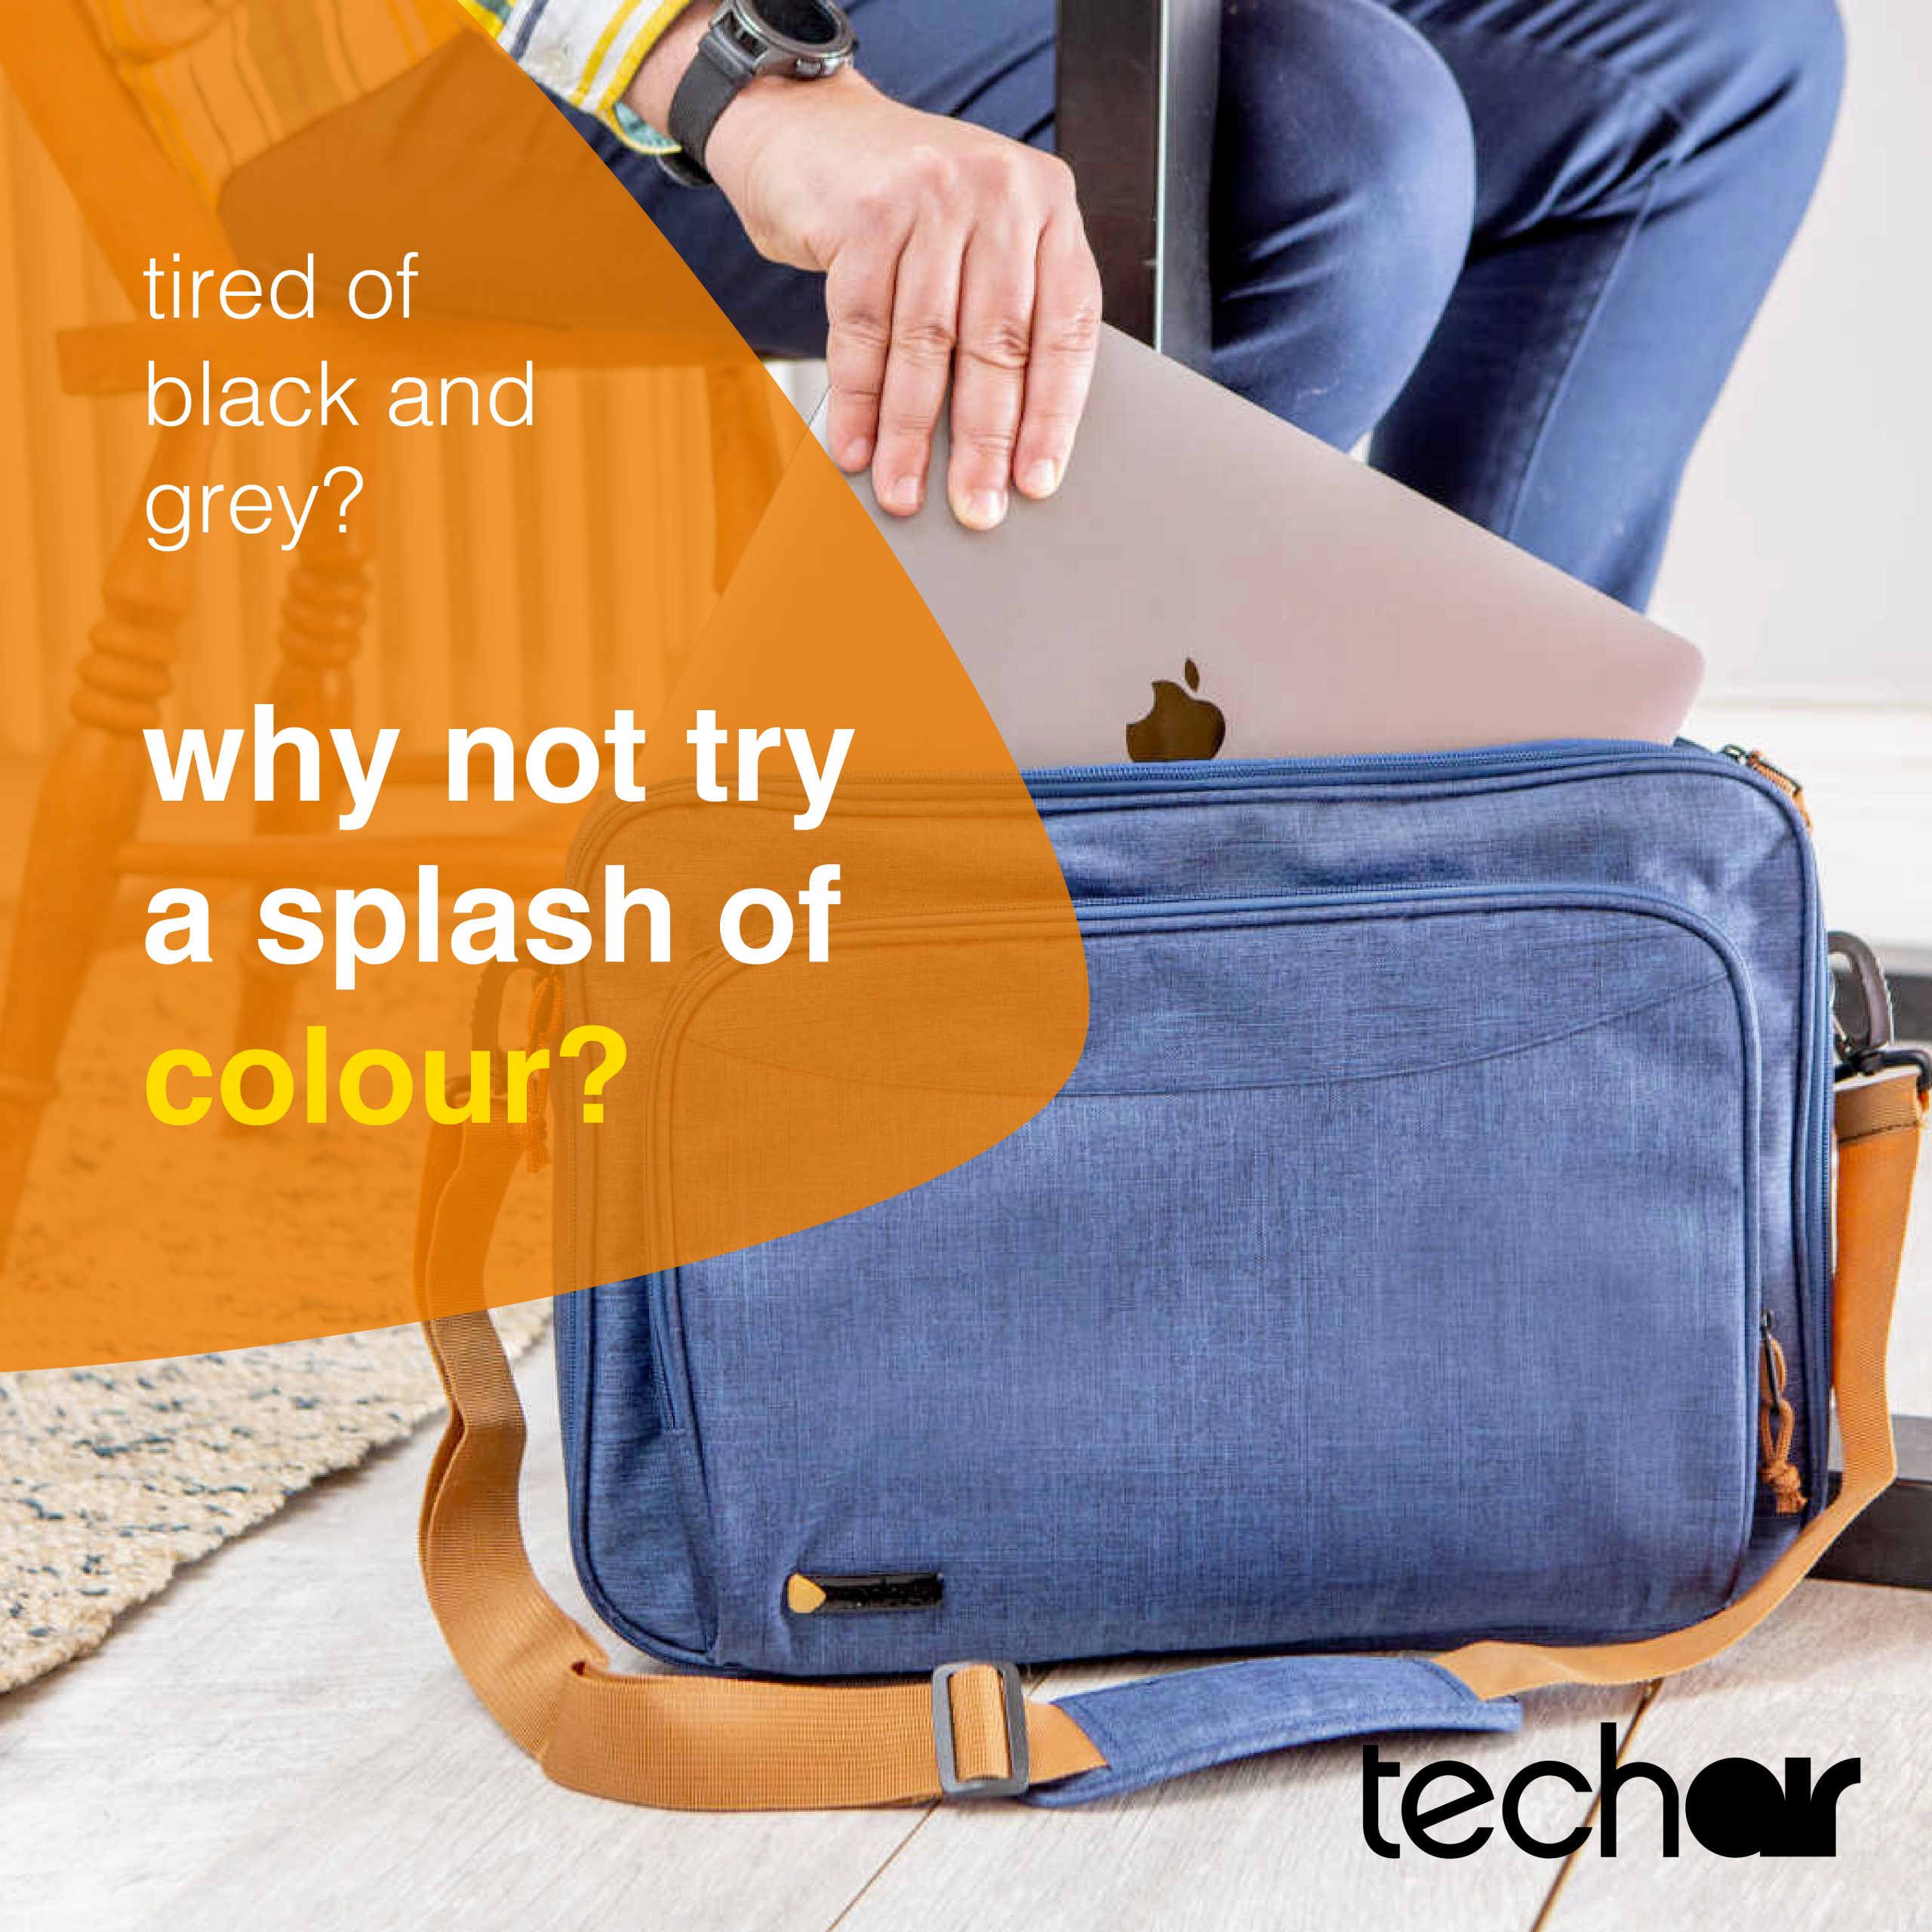 tired of
black and
grey?
why not try
a splash of
colour?
techair